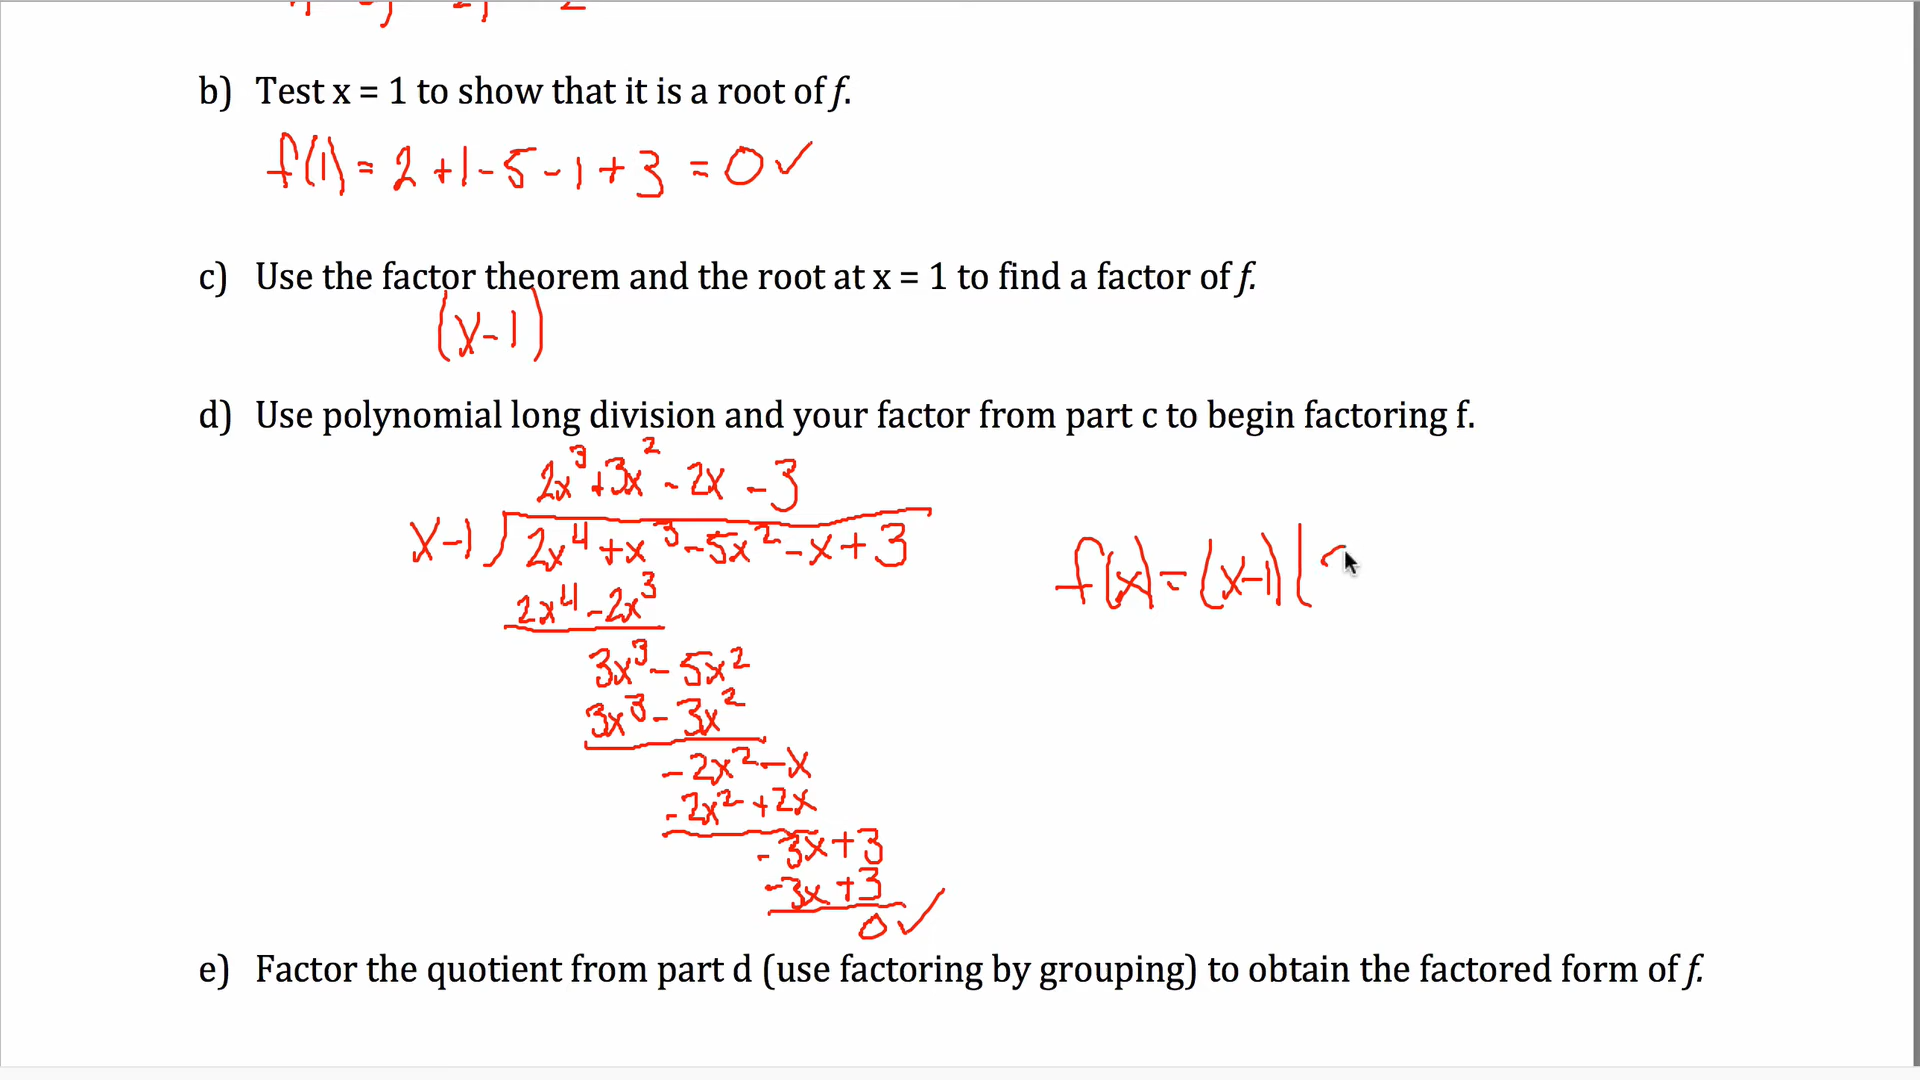 b) Test x = 1 to show that it is a root of f.
f(1) = 2 + 1 - 5 - 1 + 3 = 0 ✓
c) Use the factor theorem and the root at x = 1 to find a factor of f.
(x-1)
d) Use polynomial long division and your factor from part c to begin factoring f.
2x³ + 3x² - 2x - 3
x-1 ) 2x⁴ + x³ - 5x² - x + 3
f(x) = (x-1)(
2x⁴ - 2x³
3x³ - 5x²
3x³ - 3x²
- 2x² - x
- 2x² + 2x
- 3x + 3
- 3x + 3
0 ✓
e) Factor the quotient from part d (use factoring by grouping) to obtain the factored form of f.